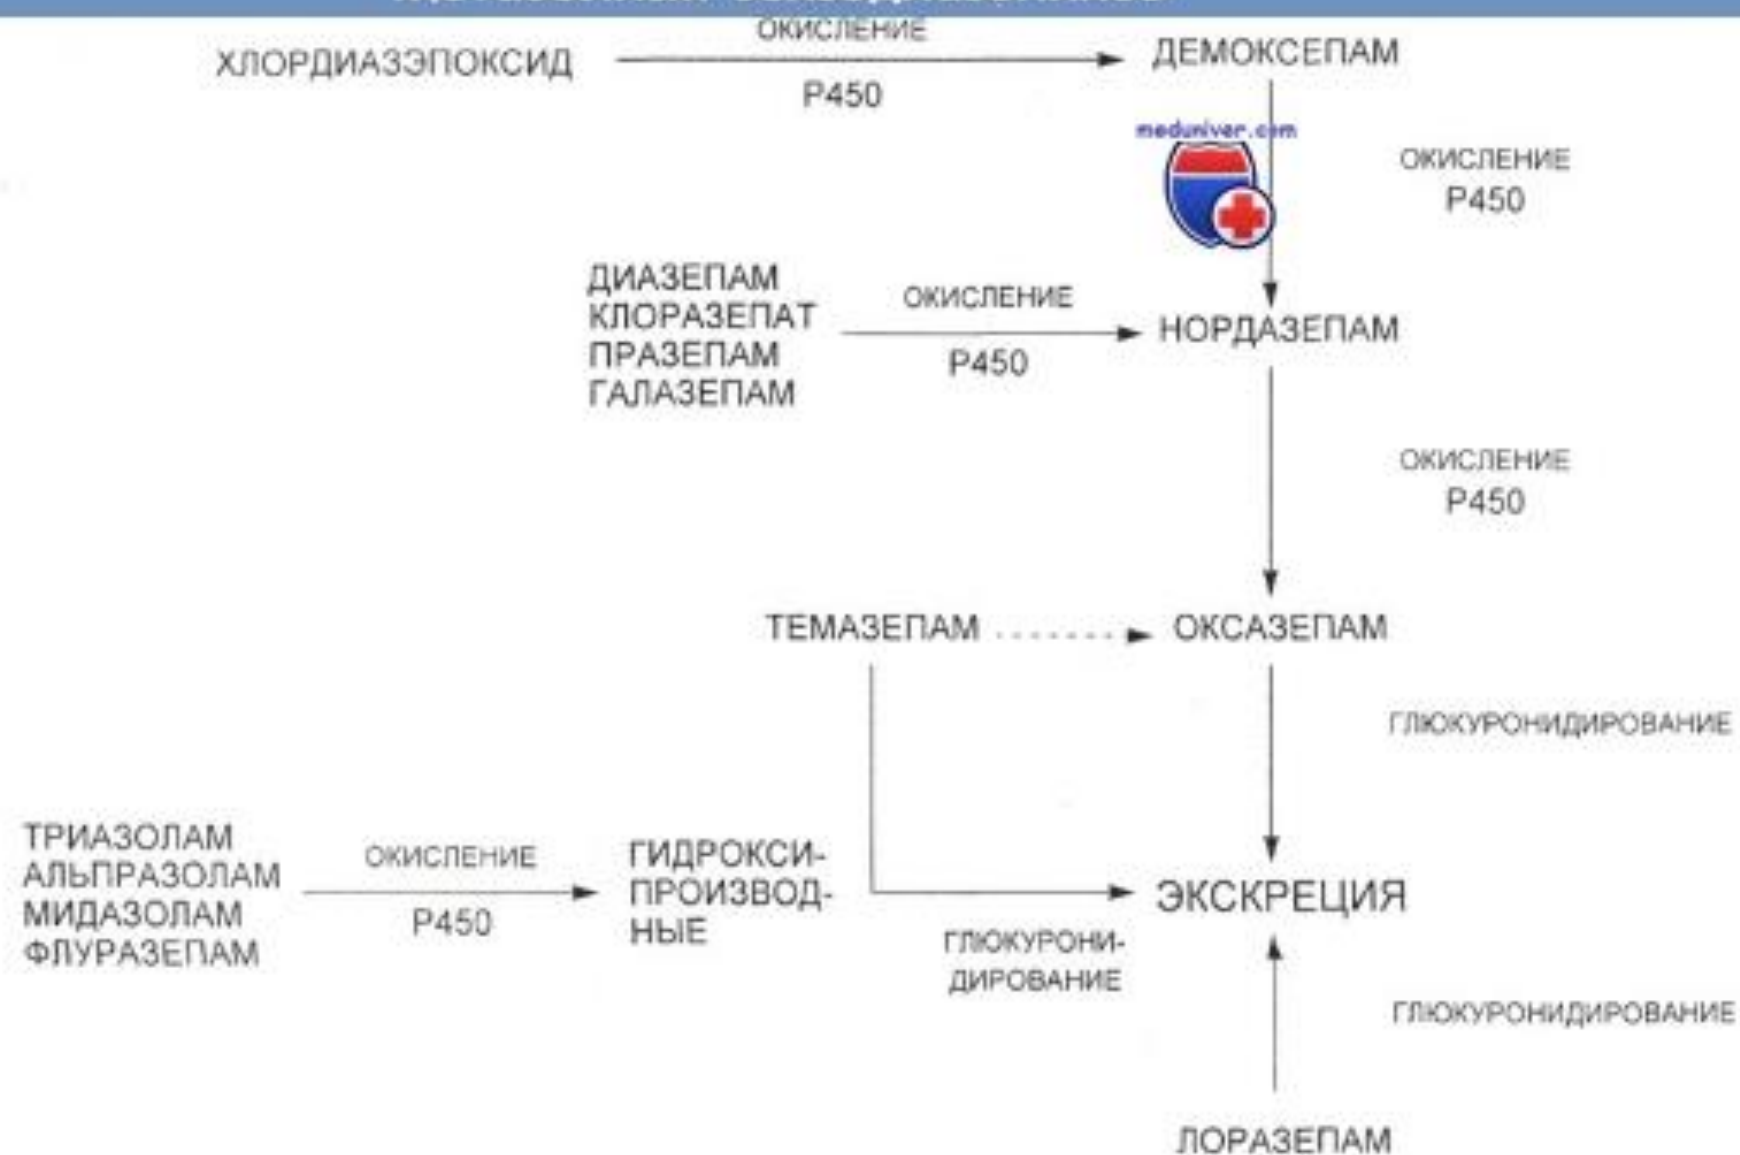 ОКИСЛЕНИЕ
ХЛОРДИАЗЭПОКСИД
ДЕМОКСЕПАМ
P450
meduniver.com
ОКИСЛЕНИЕ
P450
ДИАЗЕПАМ
КЛОРАЗЕПАТ
ПРАЗЕПАМ
ГАЛАЗЕПАМ
ОКИСЛЕНИЕ
P450
НОРДАЗЕПАМ
ОКИСЛЕНИЕ
P450
ТЕМАЗЕПАМ
ОКСАЗЕПАМ
ГЛЮКУРОНИДИРОВАНИЕ
ТРИАЗОЛАМ
АЛЬПРАЗОЛАМ
МИДАЗОЛАМ
ФЛУРАЗЕПАМ
ОКИСЛЕНИЕ
P450
ГИДРОКСИ-
ПРОИЗВОД-
НЫЕ
ЭКСКРЕЦИЯ
ГЛЮКУРОНИ-
ДИРОВАНИЕ
ГЛЮКУРОНИДИРОВАНИЕ
ЛОРАЗЕПАМ